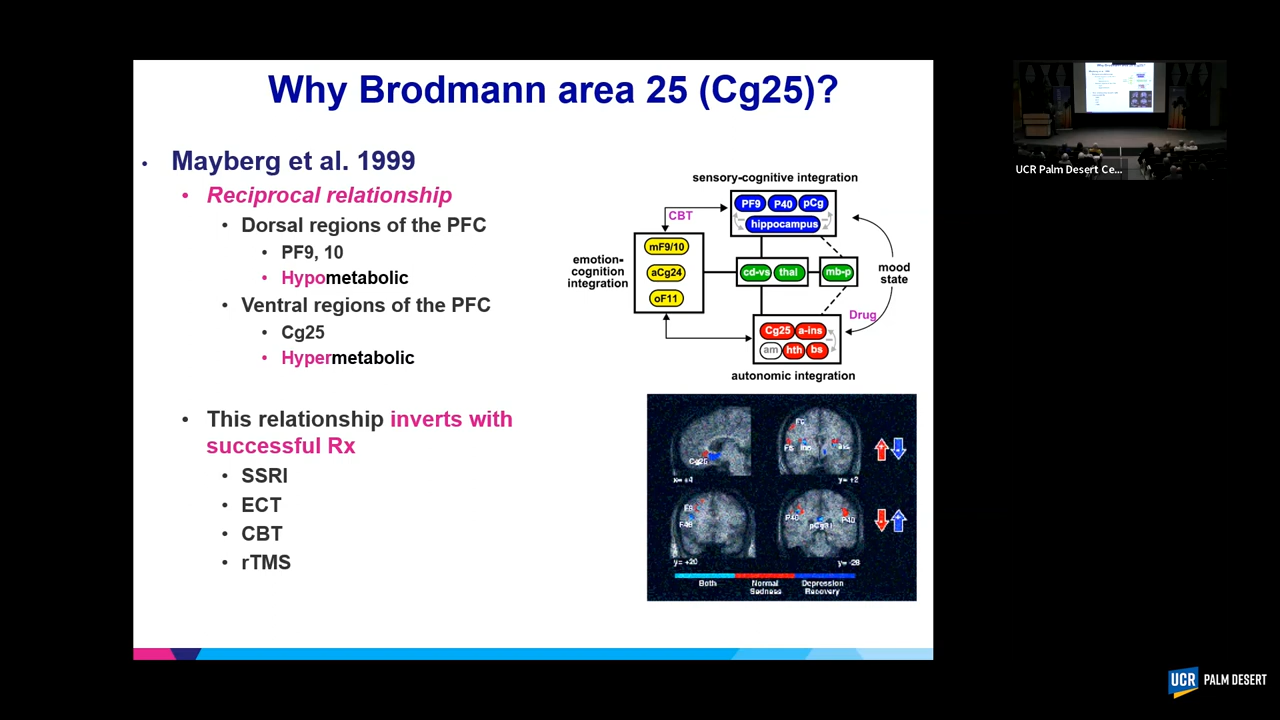 Why Brodmann area 25 (Cg25)?
• Mayberg et al. 1999
• Reciprocal relationship
• Dorsal regions of the PFC
• PF9, 10
• Hypometabolic
• Ventral regions of the PFC
• Cg25
• Hypermetabolic
• This relationship inverts with
successful Rx
• SSRI
• ECT
• CBT
• rTMS
sensory-cognitive integration
CBT
PF9 P40 pCg
hippocampus
emotion-
cognition
integration
mF9/10
aCg24
oF11
cd-vs thal mb-p
mood
state
Drug
Cg25 a-ins
am hth bs
autonomic integration
Cg25
x= +4
y= +2
F9
y= +20
P40 pCg31 P40
y= -28
Both Normal
Sadness Depression
Recovery
UCR Palm Desert Ce...
UCR PALM DESERT